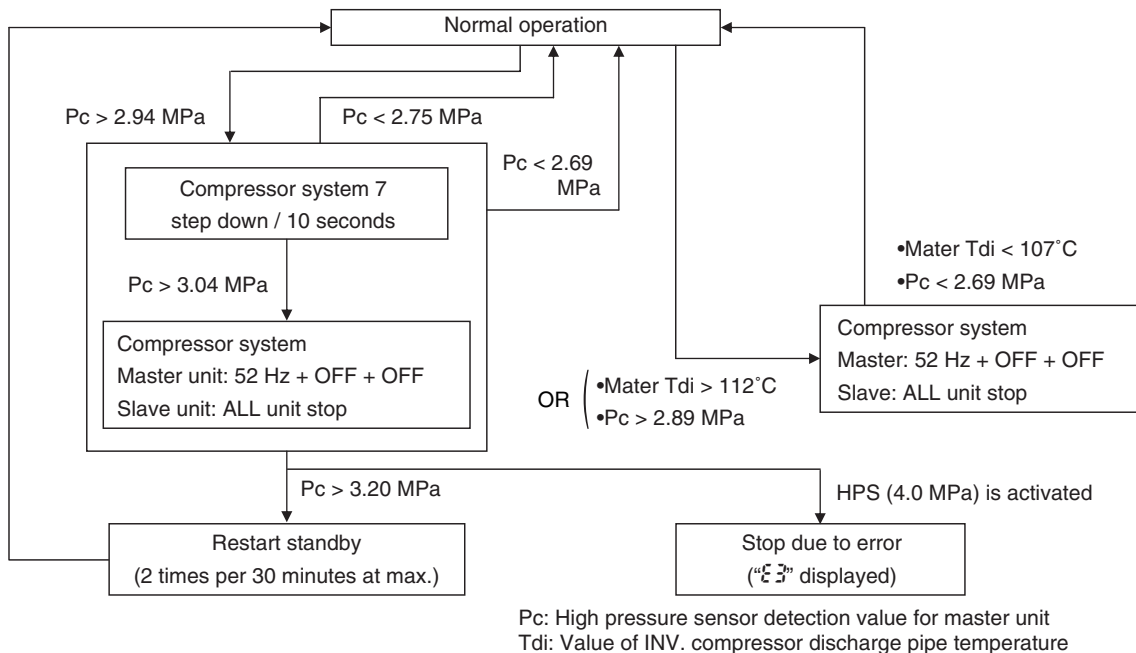 Normal operation
Pc > 2.94 MPa
Pc < 2.75 MPa
Pc < 2.69
MPa
Compressor system 7
step down / 10 seconds
Pc > 3.04 MPa
Compressor system
Master unit: 52 Hz + OFF + OFF
Slave unit: ALL unit stop
•Mater Tdi < 107˚C
•Pc < 2.69 MPa
Compressor system
Master: 52 Hz + OFF + OFF
Slave: ALL unit stop
OR
•Mater Tdi > 112˚C
•Pc > 2.89 MPa
Pc > 3.20 MPa
HPS (4.0 MPa) is activated
Restart standby
(2 times per 30 minutes at max.)
Stop due to error
(“E3” displayed)
Pc: High pressure sensor detection value for master unit
Tdi: Value of INV. compressor discharge pipe temperature